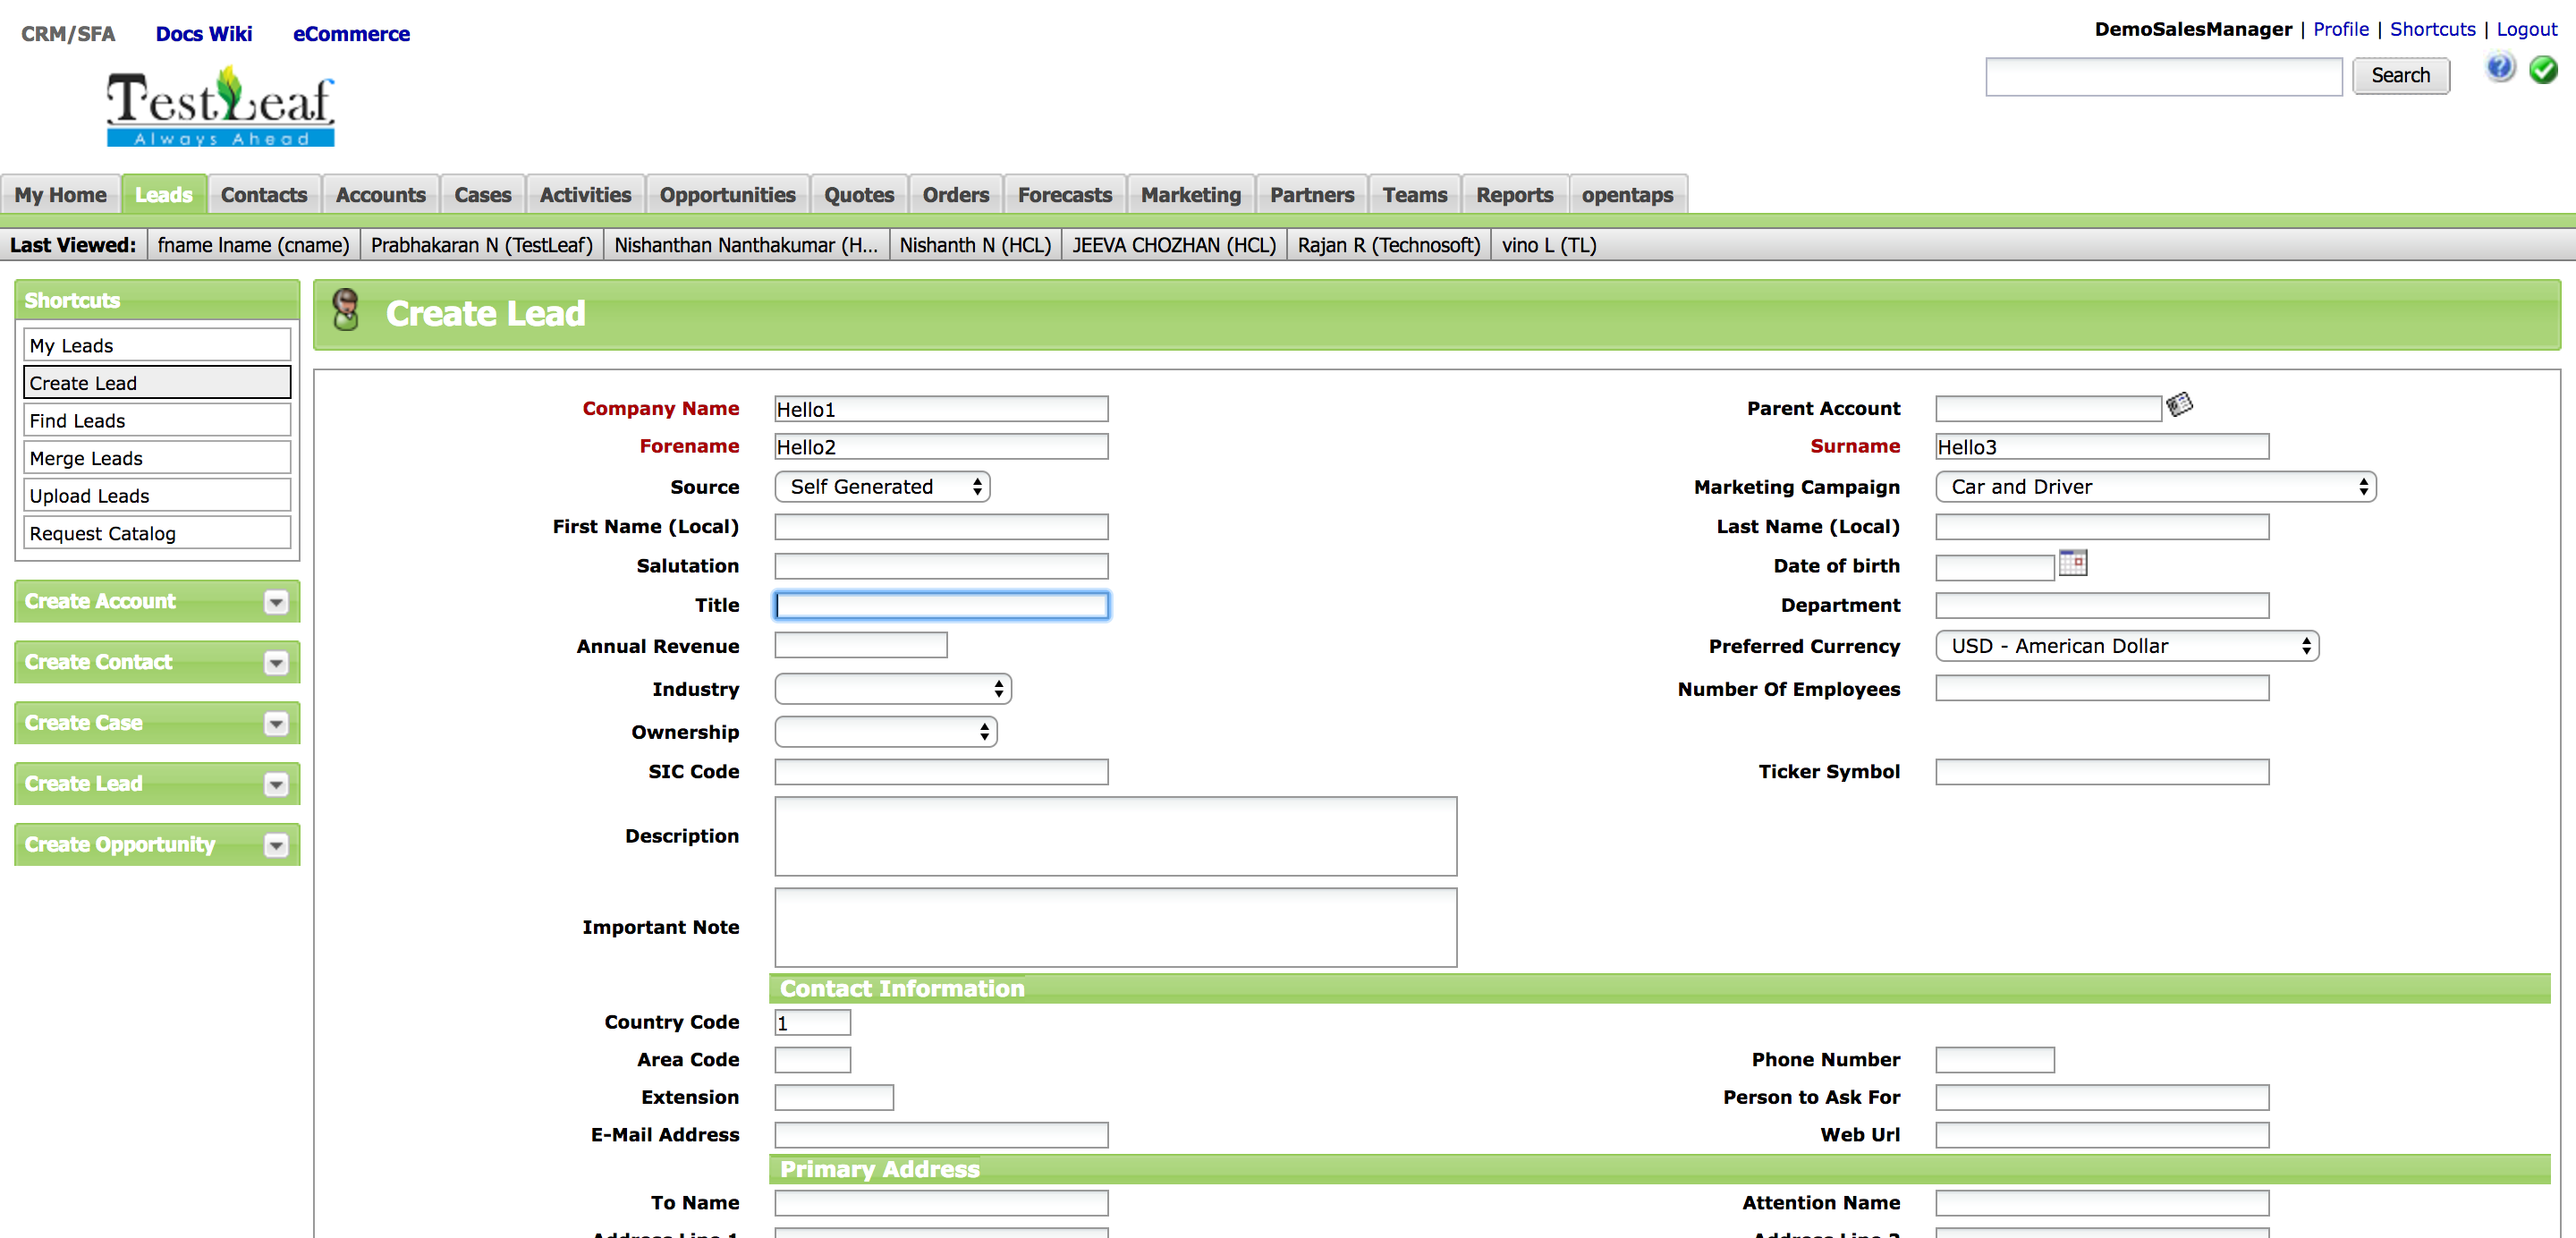 CRM/SFA Docs Wiki eCommerce
DemoSalesManager | Profile | Shortcuts | Logout
Search
TestLeaf
Always Ahead
My Home Leads Contacts Accounts Cases Activities Opportunities Quotes Orders Forecasts Marketing Partners Teams Reports opentaps
Last Viewed: fname lname (cname) Prabhakaran N (TestLeaf) Nishanthan Nanthakumar (H... Nishanth N (HCL) JEEVA CHOZHAN (HCL) Rajan R (Technosoft) vino L (TL)
Shortcuts
My Leads
Create Lead
Find Leads
Merge Leads
Upload Leads
Request Catalog
Create Account
Create Contact
Create Case
Create Lead
Create Opportunity
Create Lead
Company Name Hello1 Parent Account
Forename Hello2 Surname Hello3
Source Self Generated Marketing Campaign Car and Driver
First Name (Local) Last Name (Local)
Salutation Date of birth
Title Department
Annual Revenue Preferred Currency USD - American Dollar
Industry Number Of Employees
Ownership
SIC Code Ticker Symbol
Description
Important Note
Contact Information
Country Code 1
Area Code Phone Number
Extension Person to Ask For
E-Mail Address Web Url
Primary Address
To Name Attention Name
Address Line 1 Address Line 2